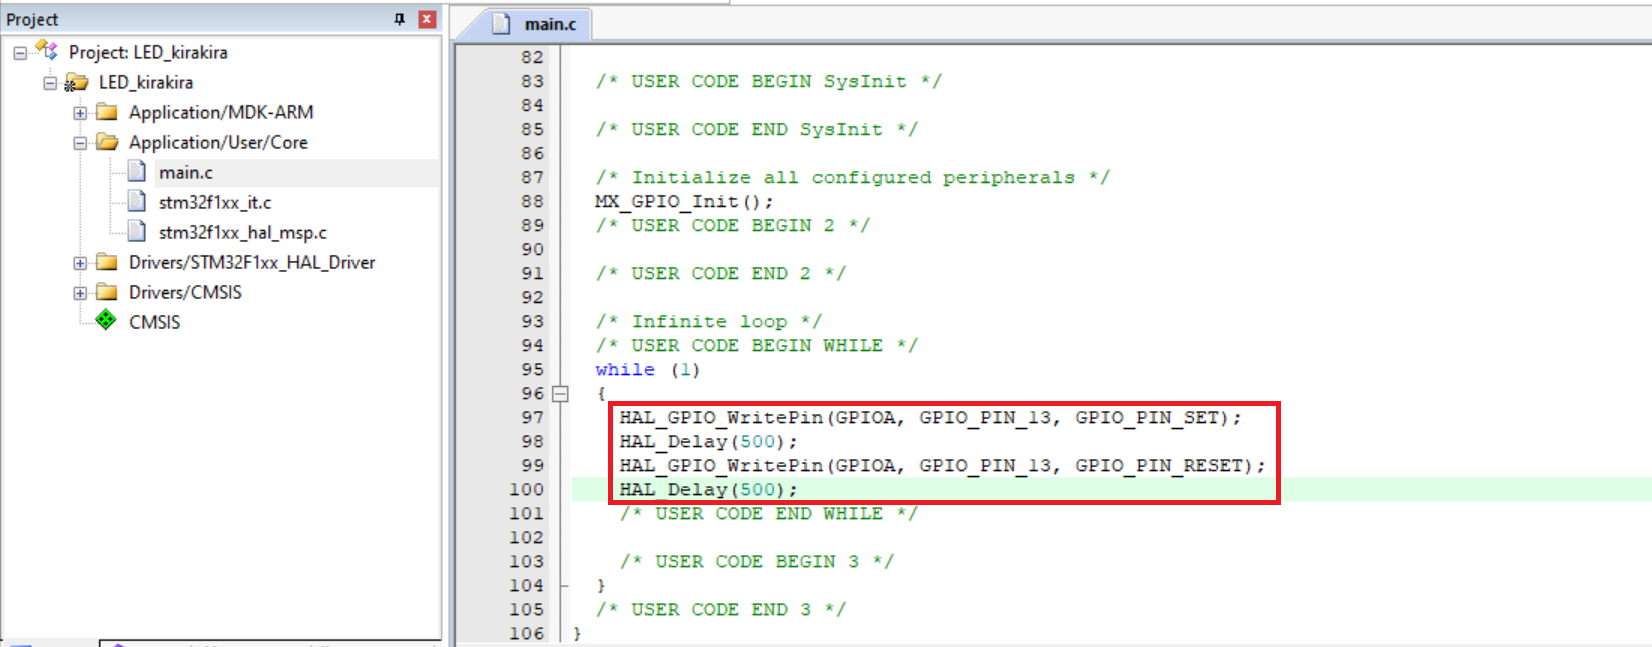 Project
Project: LED_kirakira
LED_kirakira
Application/MDK-ARM
Application/User/Core
main.c
stm32f1xx_it.c
stm32f1xx_hal_msp.c
Drivers/STM32F1xx_HAL_Driver
Drivers/CMSIS
CMSIS
main.c
82
83 /* USER CODE BEGIN SysInit */
84
85 /* USER CODE END SysInit */
86
87 /* Initialize all configured peripherals */
88 MX_GPIO_Init();
89 /* USER CODE BEGIN 2 */
90
91 /* USER CODE END 2 */
92
93 /* Infinite loop */
94 /* USER CODE BEGIN WHILE */
95 while (1)
96 {
97 HAL_GPIO_WritePin(GPIOA, GPIO_PIN_13, GPIO_PIN_SET);
98 HAL_Delay(500);
99 HAL_GPIO_WritePin(GPIOA, GPIO_PIN_13, GPIO_PIN_RESET);
100 HAL_Delay(500);
101 /* USER CODE END WHILE */
102
103 /* USER CODE BEGIN 3 */
104 }
105 /* USER CODE END 3 */
106 }